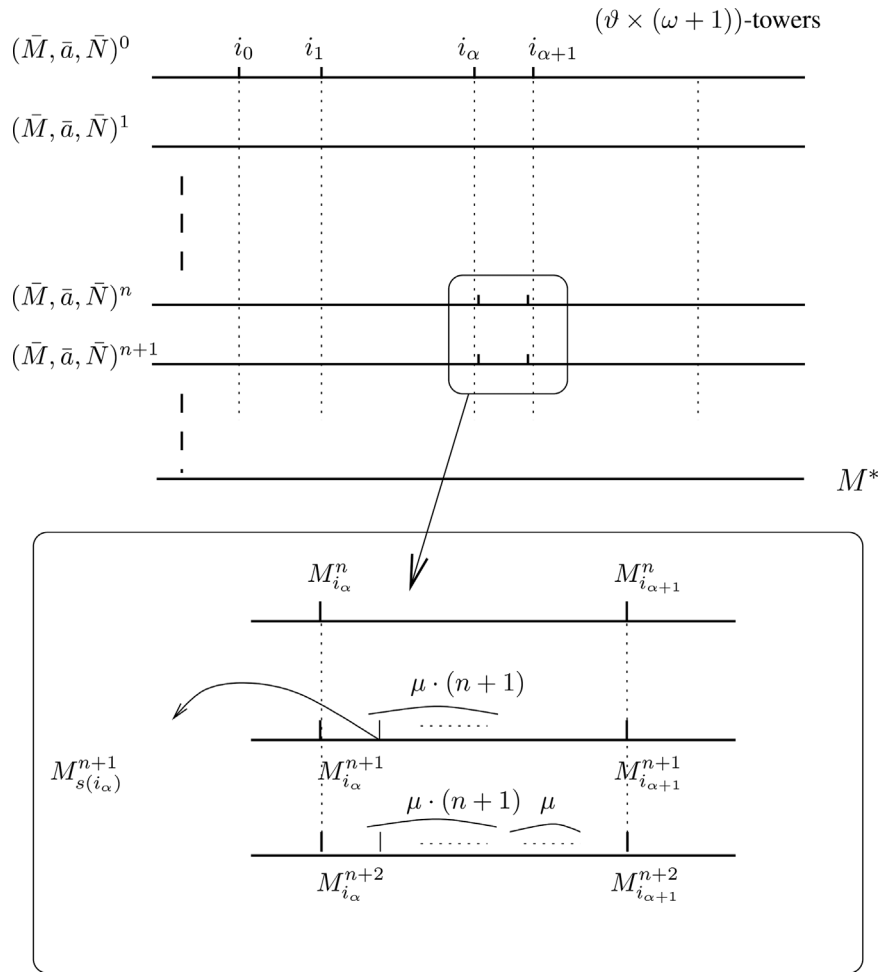 (ϑ × (ω + 1))-towers
(M̄, ā, N̄)⁰ i₀ i₁ i_α i_{α+1}
(M̄, ā, N̄)¹
(M̄, ā, N̄)ⁿ
(M̄, ā, N̄)ⁿ⁺¹
M*
M^n_{i_α} M^n_{i_{α+1}}
μ · (n + 1)
M^{n+1}_{s(i_α)} M^{n+1}_{i_α} M^{n+1}_{i_{α+1}}
μ · (n + 1) μ
M^{n+2}_{i_α} M^{n+2}_{i_{α+1}}